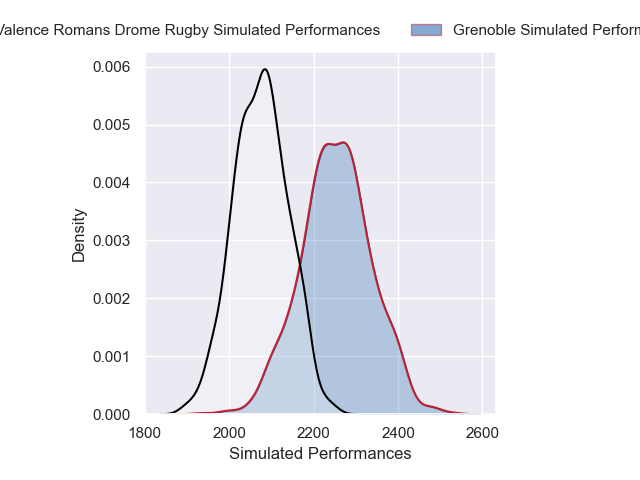 Valence Romans Drome Rugby Simulated Performances
Grenoble Simulated
0.006
0.005
0.004
0.003
0.002
0.001
0.000
Density
1800 2000 2200 2400 2600
Simulated Performances